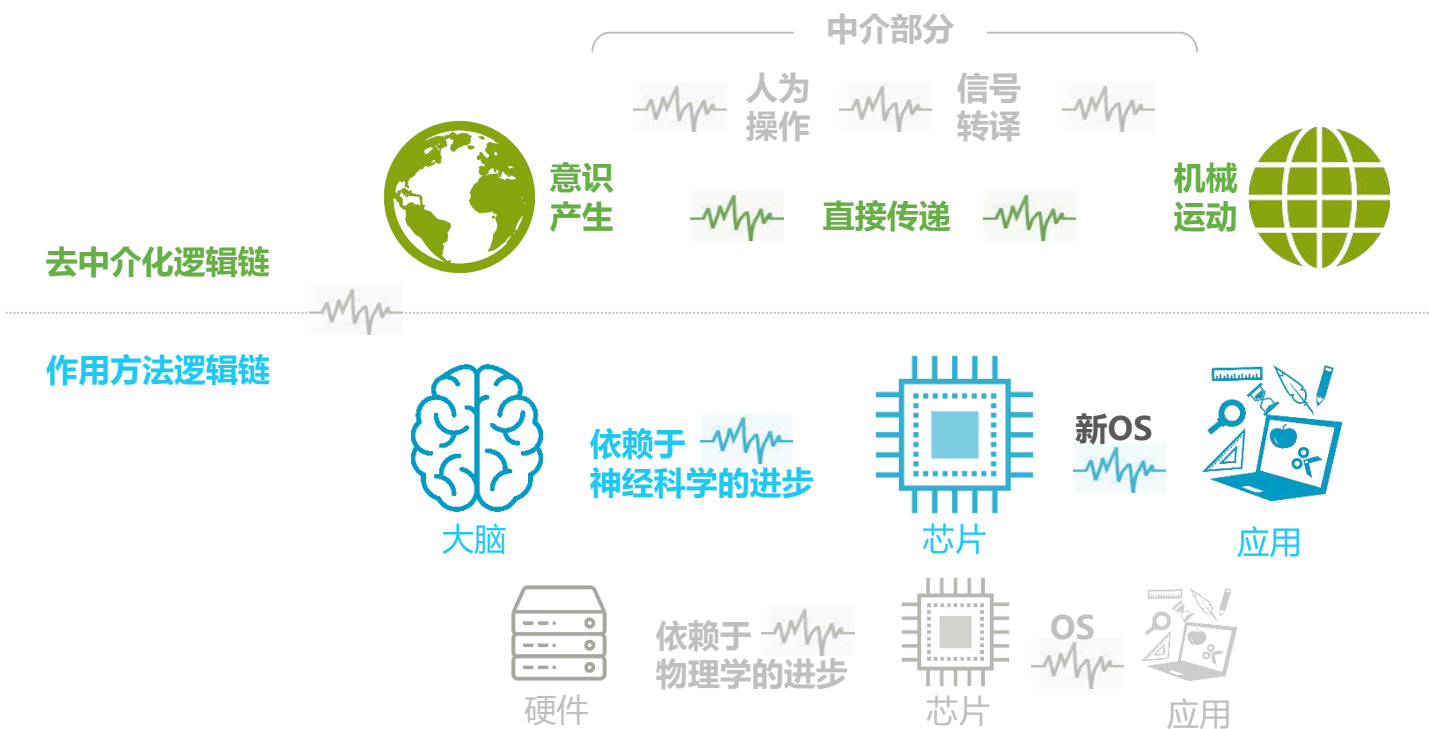 中介部分
人为
操作
信号
转译
意识
产生
直接传递
机械
运动
去中介化逻辑链
作用方法逻辑链
依赖于
神经科学的进步
新OS
大脑
芯片
应用
依赖于
物理学的进步
OS
硬件
芯片
应用